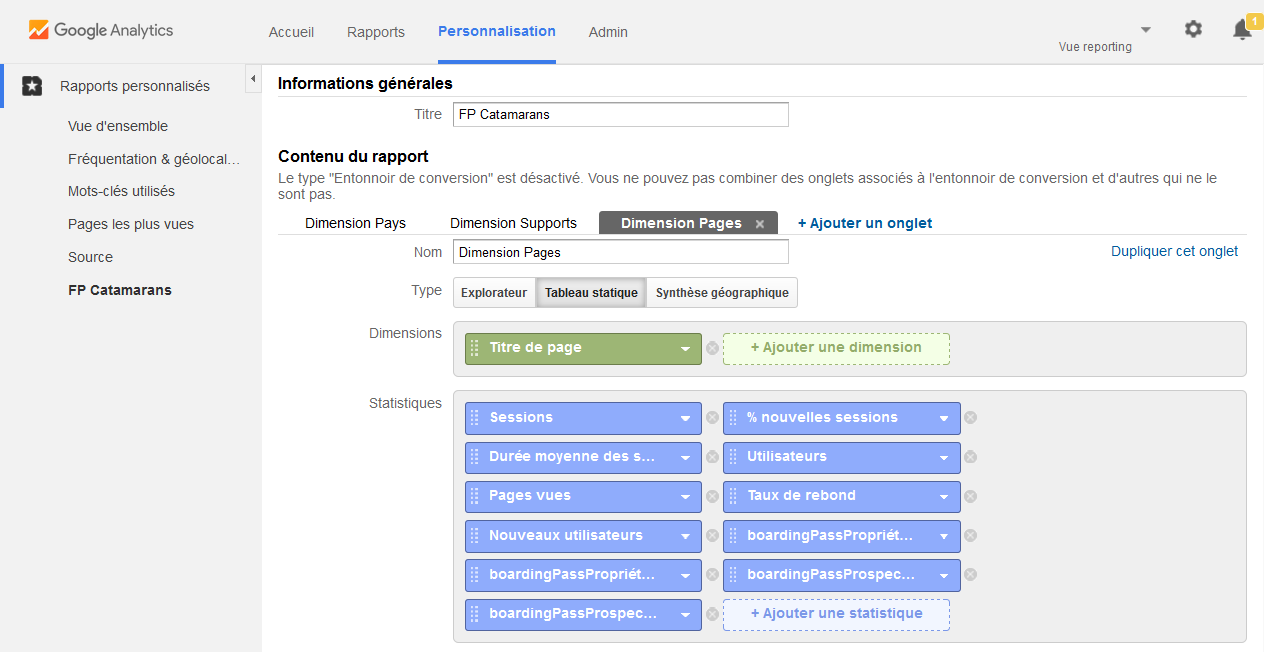 Google Analytics
Accueil Rapports Personnalisation Admin
Vue reporting
1
Rapports personnalisés
Vue d'ensemble
Fréquentation & géolocal...
Mots-clés utilisés
Pages les plus vues
Source
FP Catamarans
Informations générales
Titre FP Catamarans
Contenu du rapport
Le type "Entonnoir de conversion" est désactivé. Vous ne pouvez pas combiner des onglets associés à l'entonnoir de conversion et d'autres qui ne le
sont pas.
Dimension Pays Dimension Supports Dimension Pages × + Ajouter un onglet
Nom Dimension Pages Dupliquer cet onglet
Type Explorateur Tableau statique Synthèse géographique
Dimensions Titre de page + Ajouter une dimension
Statistiques Sessions % nouvelles sessions
Durée moyenne des s... Utilisateurs
Pages vues Taux de rebond
Nouveaux utilisateurs boardingPassPropriét...
boardingPassPropriét... boardingPassProspec...
boardingPassProspec... + Ajouter une statistique